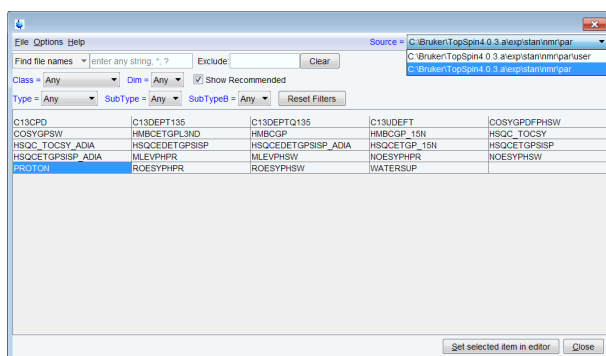 File Options Help Source = C:\Bruker\TopSpin4.0.3.a\exp\stan\nmr\par
Find file names enter any string, *, ? Exclude: Clear C:\Bruker\TopSpin4.0.3.a\exp\stan\nmr\par\user
C:\Bruker\TopSpin4.0.3.a\exp\stan\nmr\par
Class = Any Dim = Any Show Recommended
Type = Any SubType = Any SubTypeB = Any Reset Filters
C13CPD C13DEPT135 C13DEPTQ135 C13UDEFT COSYGPDFPHSW
COSYGPSW HMBCETGPL3ND HMBCGP HMBCGP_15N HSQC_TOCSY
HSQC_TOCSY_ADIA HSQCEDETGPSISP HSQCEDETGPSISP_ADIA HSQCETGP_15N HSQCETGPSISP
HSQCETGPSISP_ADIA MLEVPHPR MLEVPHSW NOESYPHPR NOESYPHSW
PROTON ROESYPHPR ROESYPHSW WATERSUP
Set selected item in editor Close